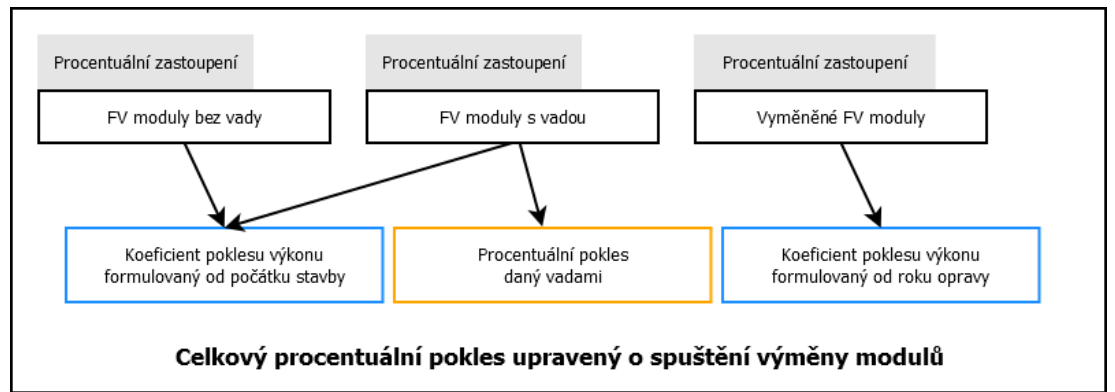 Procentuální zastoupení
Procentuální zastoupení
Procentuální zastoupení
FV moduly bez vady
FV moduly s vadou
Vyměněné FV moduly
Koeficient poklesu výkonu
formulovaný od počátku stavby
Procentuální pokles
daný vadami
Koeficient poklesu výkonu
formulovaný od roku opravy
Celkový procentuální pokles upravený o spuštění výměny modulů